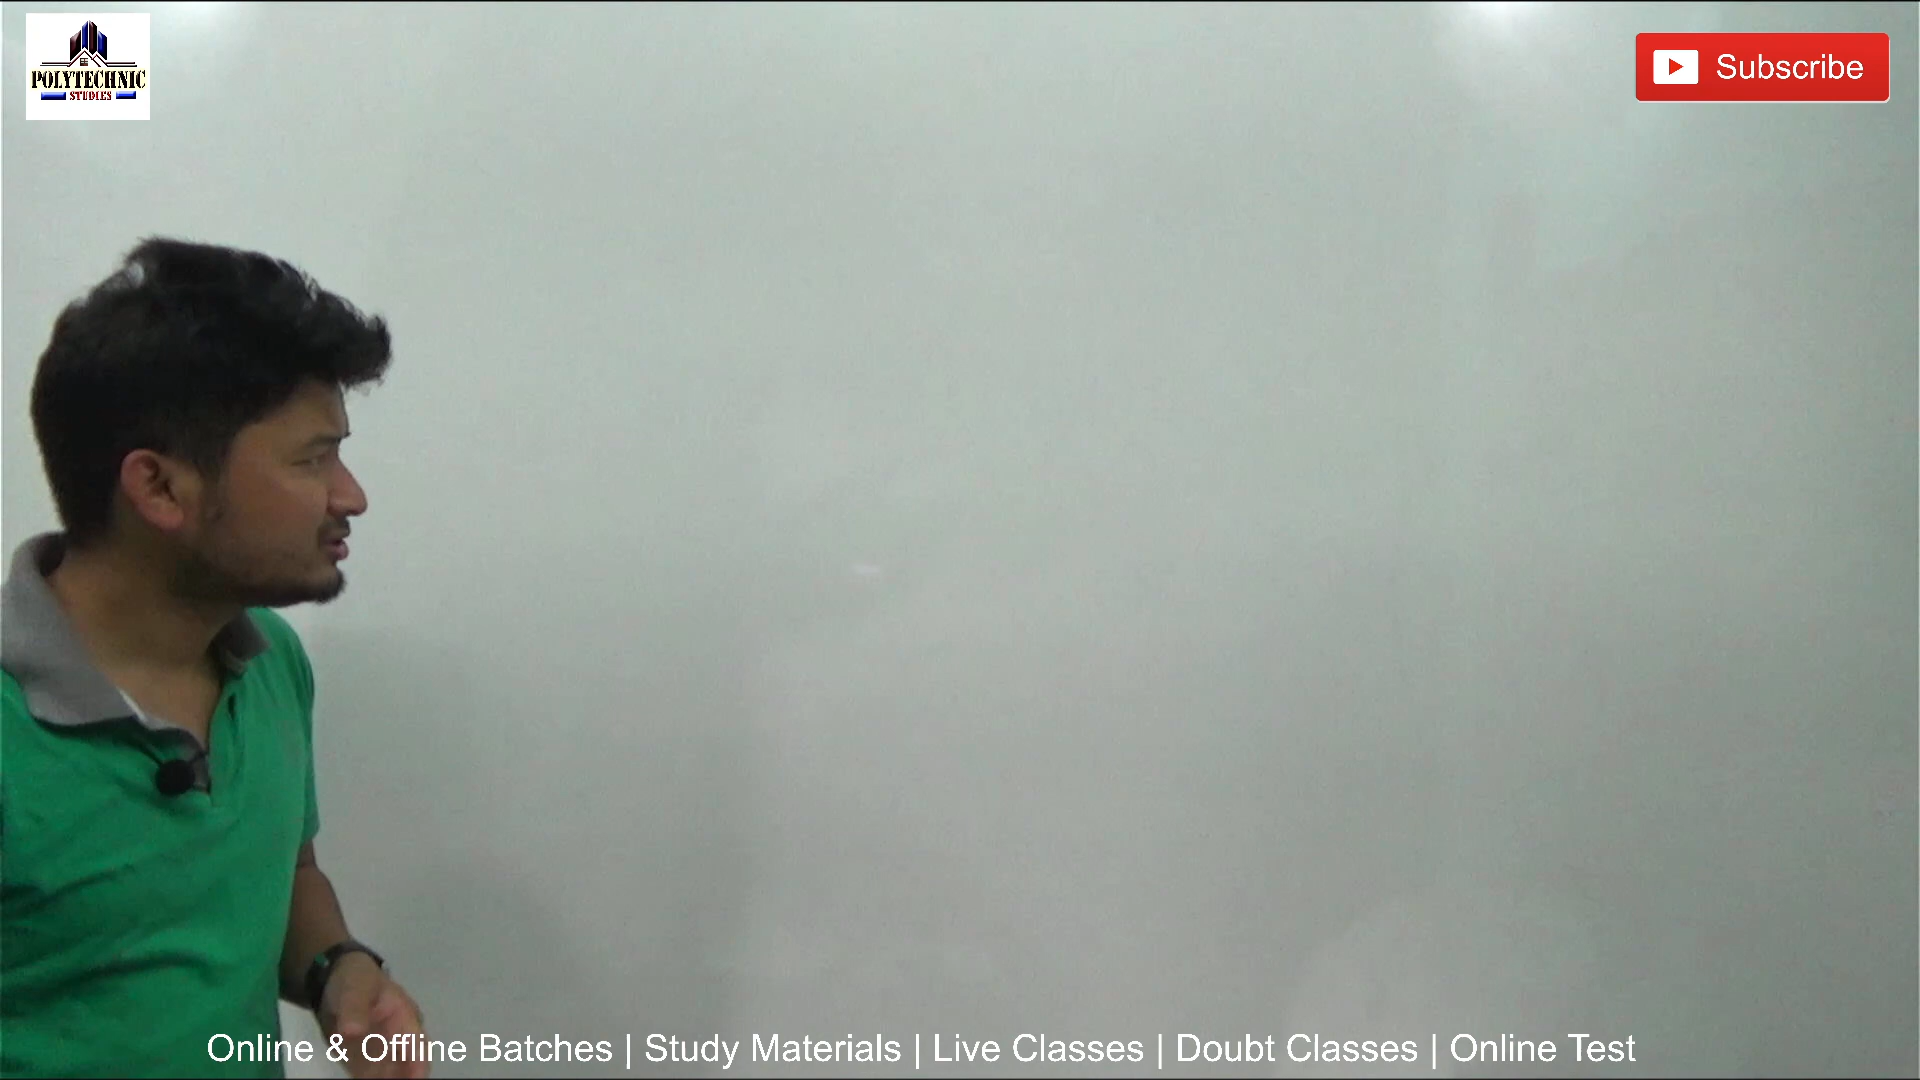 POLYTECHNIC
STUDIES
Subscribe
Online & Offline Batches | Study Materials | Live Classes | Doubt Classes | Online Test